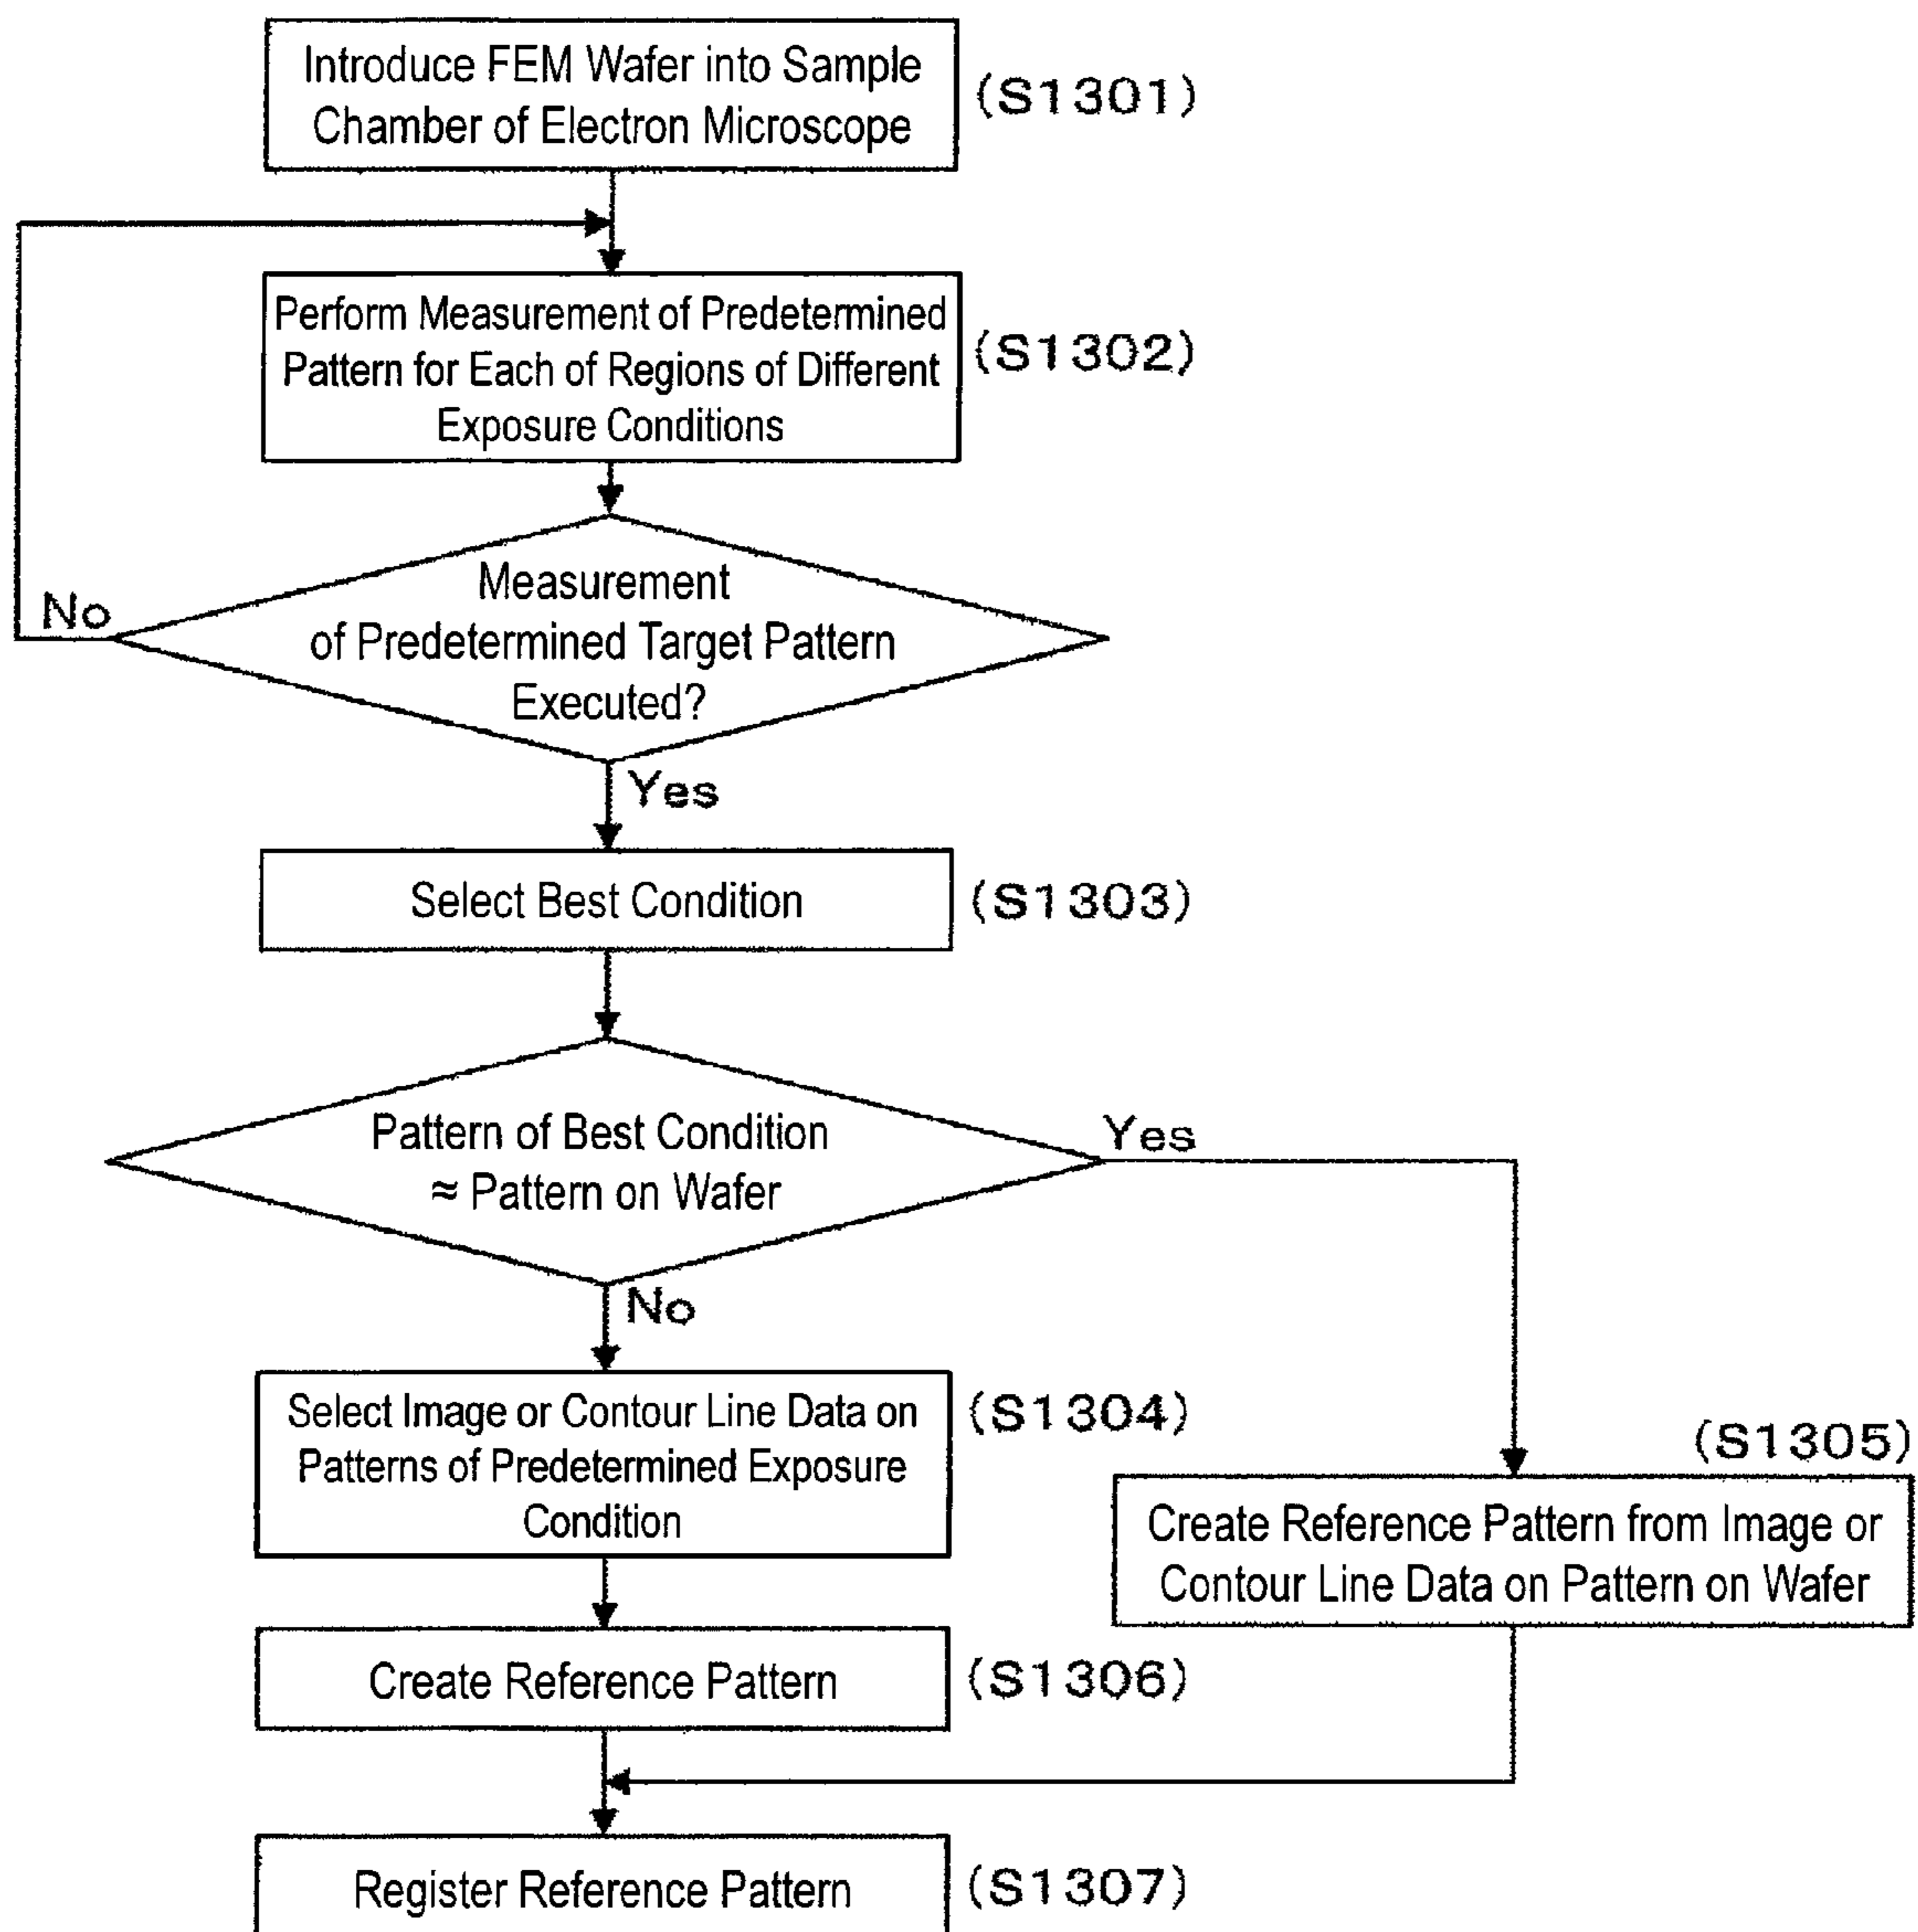 Introduce FEM Wafer into Sample
Chamber of Electron Microscope
(S1301)
Perform Measurement of Predetermined
Pattern for Each of Regions of Different
Exposure Conditions
(S1302)
Measurement
of Predetermined Target Pattern
Executed?
No
Yes
Select Best Condition
(S1303)
Pattern of Best Condition
≈ Pattern on Wafer
Yes
No
Select Image or Contour Line Data on
Patterns of Predetermined Exposure
Condition
(S1304)
(S1305)
Create Reference Pattern from Image or
Contour Line Data on Pattern on Wafer
Create Reference Pattern
(S1306)
Register Reference Pattern
(S1307)